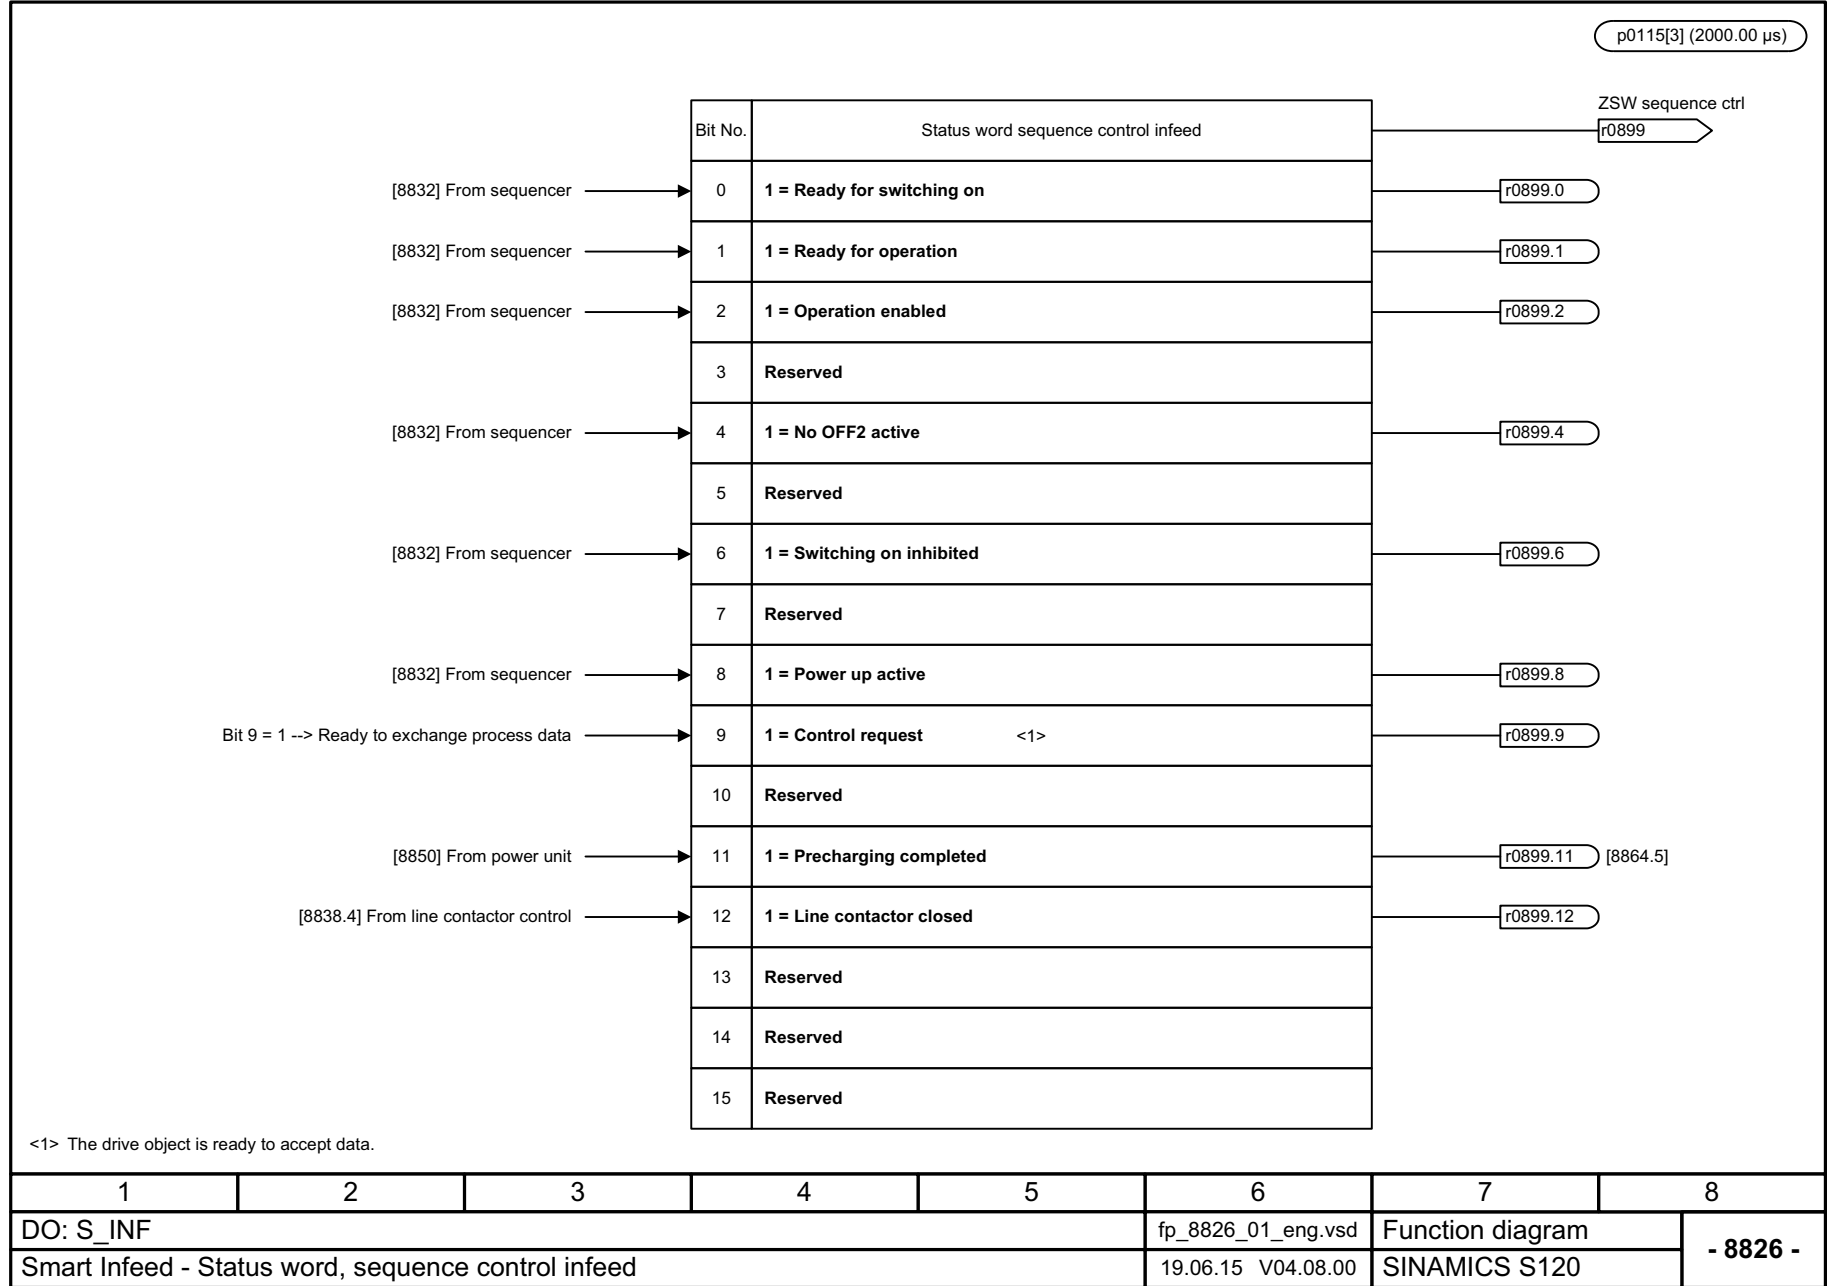 p0115[3] (2000.00 µs)
ZSW sequence ctrl
Bit No. Status word sequence control infeed r0899
[8832] From sequencer 0 1 = Ready for switching on r0899.0
[8832] From sequencer 1 1 = Ready for operation r0899.1
[8832] From sequencer 2 1 = Operation enabled r0899.2
3 Reserved
[8832] From sequencer 4 1 = No OFF2 active r0899.4
5 Reserved
[8832] From sequencer 6 1 = Switching on inhibited r0899.6
7 Reserved
[8832] From sequencer 8 1 = Power up active r0899.8
Bit 9 = 1 --> Ready to exchange process data 9 1 = Control request <1> r0899.9
10 Reserved
[8850] From power unit 11 1 = Precharging completed r0899.11 [8864.5]
[8838.4] From line contactor control 12 1 = Line contactor closed r0899.12
13 Reserved
14 Reserved
15 Reserved
<1> The drive object is ready to accept data.
1 2 3 4 5 6 7 8
DO: S_INF fp_8826_01_eng.vsd Function diagram
- 8826 -
Smart Infeed - Status word, sequence control infeed 19.06.15 V04.08.00 SINAMICS S120